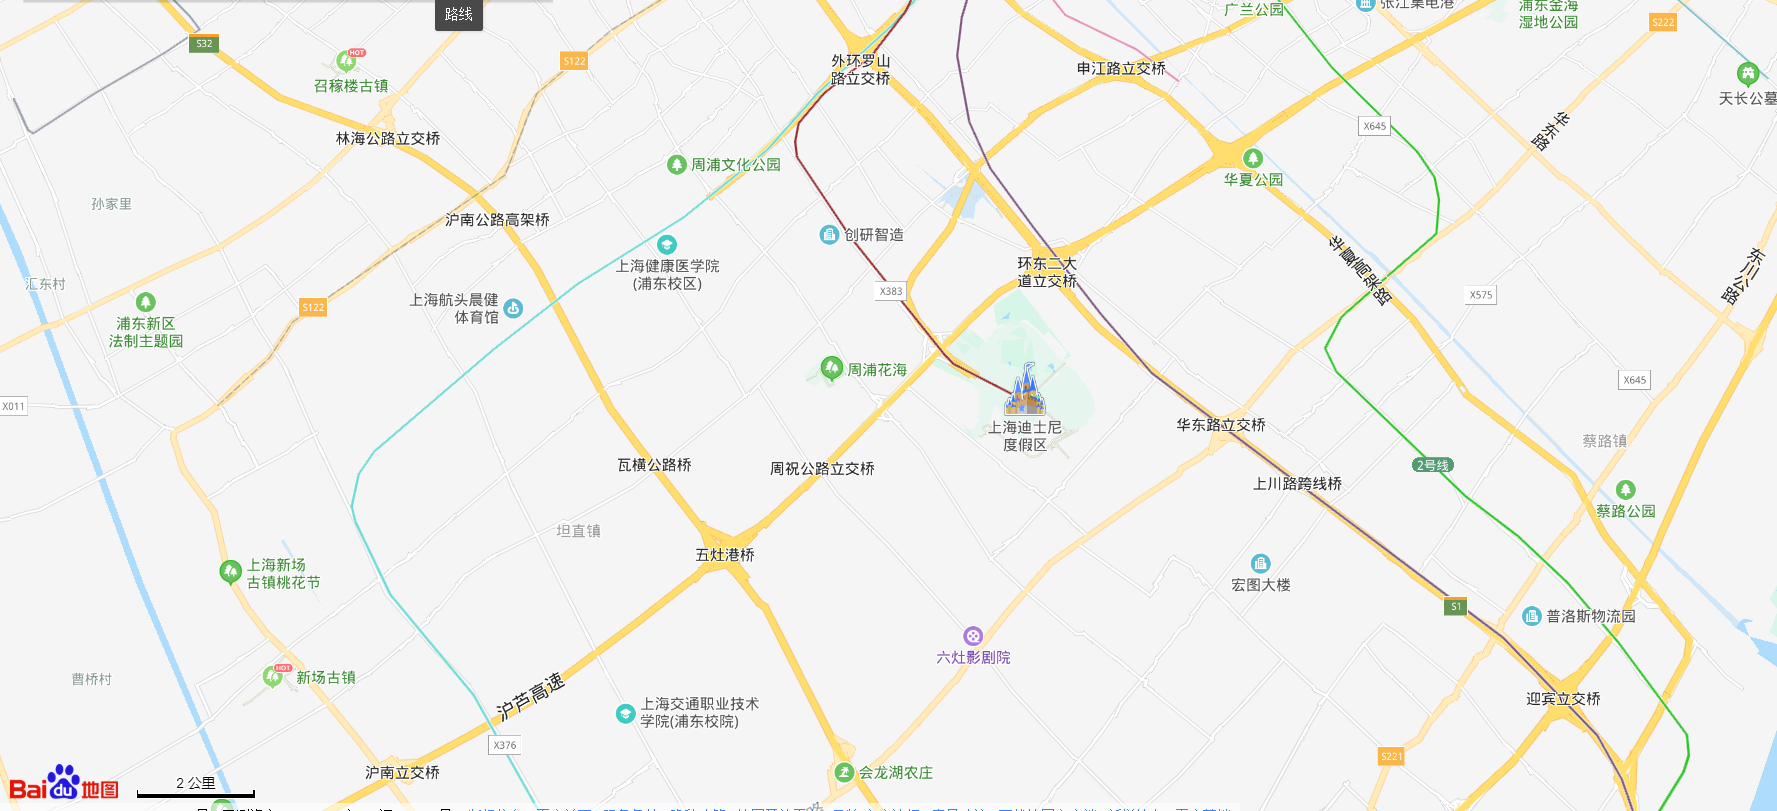 路线
张江集电港
广兰公园
浦东金海
湿地公园
S222
S32
HOT
召稼楼古镇
S122
外环罗山
路立交桥
申江路立交桥
天长公墓
X645
华东路
林海公路立交桥
周浦文化公园
华夏公园
孙家里
沪南公路高架桥
创研智造
上海健康医学院
(浦东校区)
环东二大
道立交桥
华夏高架路
东川公路
汇东村
X383
X575
浦东新区
法制主题园
S122
上海航头晨健
体育馆
周浦花海
X645
X011
上海迪士尼
度假区
华东路立交桥
蔡路镇
瓦横公路桥
周祝公路立交桥
2号线
上川路跨线桥
蔡路公园
坦直镇
五灶港桥
上海新场
古镇桃花节
宏图大楼
S1
普洛斯物流园
六灶影剧院
HOT
新场古镇
曹桥村
沪芦高速
上海交通职业技术
学院(浦东校院)
迎宾立交桥
X376
S221
沪南立交桥
会龙湖农庄
Bai du 地图
2 公里